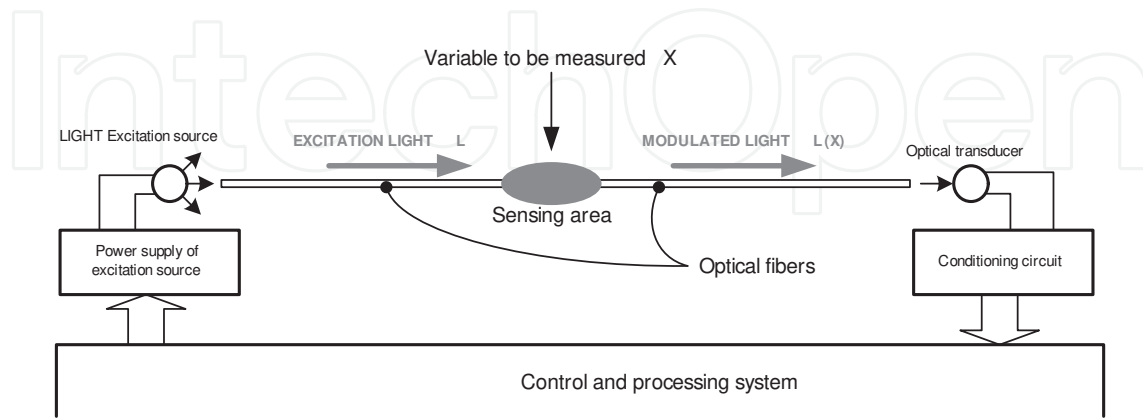 IntechOpen
Variable to be measured X
LIGHT Excitation source
EXCITATION LIGHT L
MODULATED LIGHT L(X)
Optical transducer
Sensing area
Power supply of
excitation source
Optical fibers
Conditioning circuit
Control and processing system